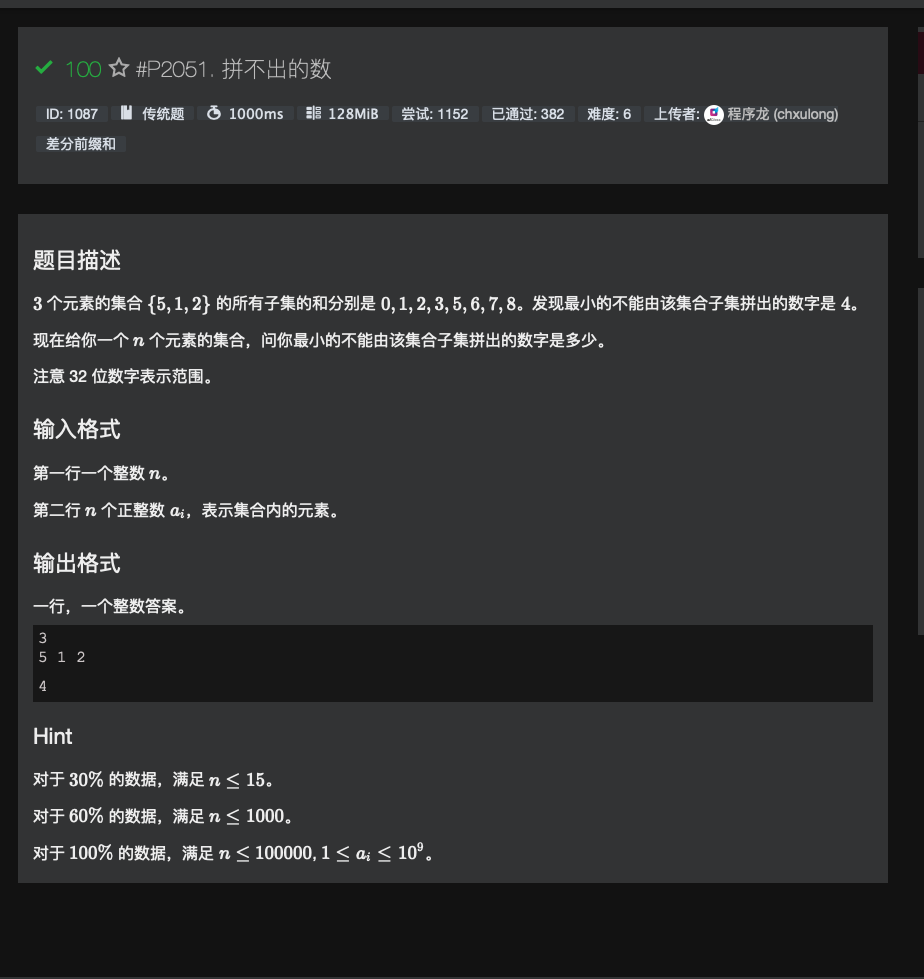 100 #P2051. 拼不出的数
ID: 1087 传统题 1000ms 128MiB 尝试: 1152 已通过: 382 难度: 6 上传者: 程序龙 (chxulong)
差分前缀和
题目描述
3 个元素的集合 {5, 1, 2} 的所有子集的和分别是 0, 1, 2, 3, 5, 6, 7, 8。发现最小的不能由该集合子集拼出的数字是 4。
现在给你一个 n 个元素的集合，问你最小的不能由该集合子集拼出的数字是多少。
注意 32 位数字表示范围。
输入格式
第一行一个整数 n。
第二行 n 个正整数 aᵢ，表示集合内的元素。
输出格式
一行，一个整数答案。
3
5 1 2
4
Hint
对于 30% 的数据，满足 n ≤ 15。
对于 60% 的数据，满足 n ≤ 1000。
对于 100% 的数据，满足 n ≤ 100000, 1 ≤ aᵢ ≤ 10⁹。